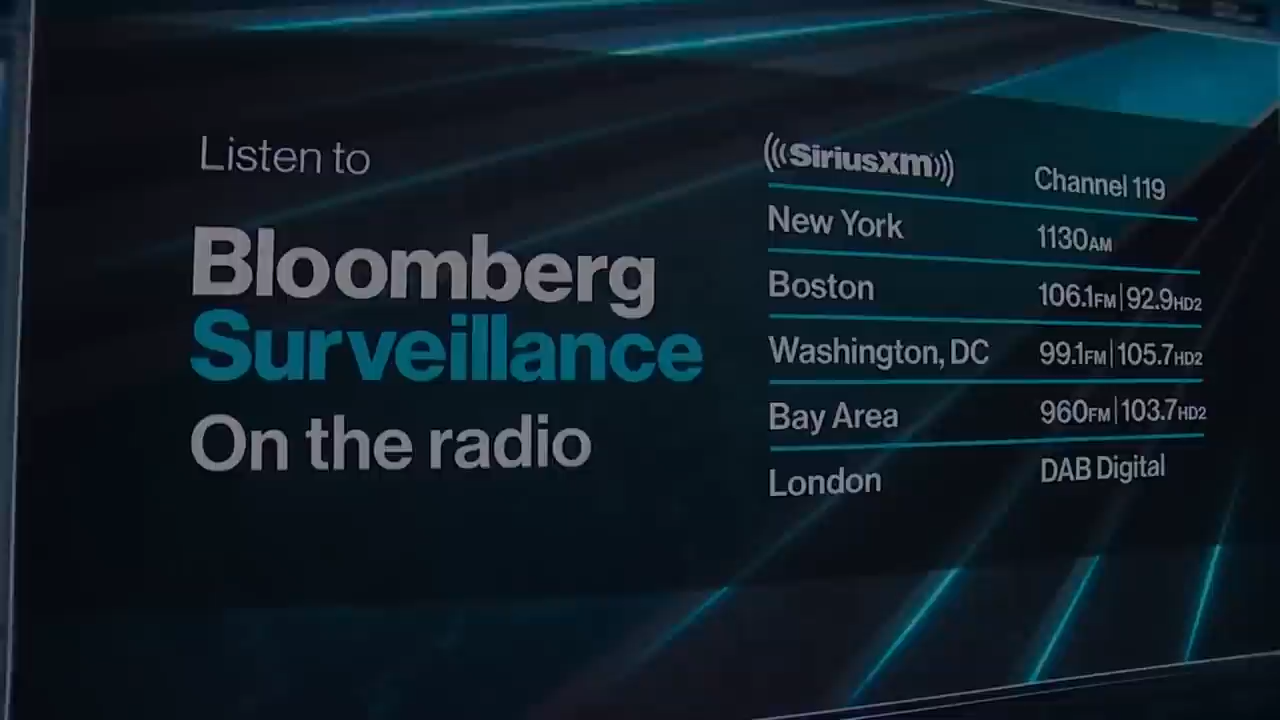 Listen to
Bloomberg
Surveillance
On the radio
SiriusXM Channel 119
New York 1130AM
Boston 106.1FM|92.9HD2
Washington, DC 99.1FM|105.7HD2
Bay Area 960FM|103.7HD2
London DAB Digital